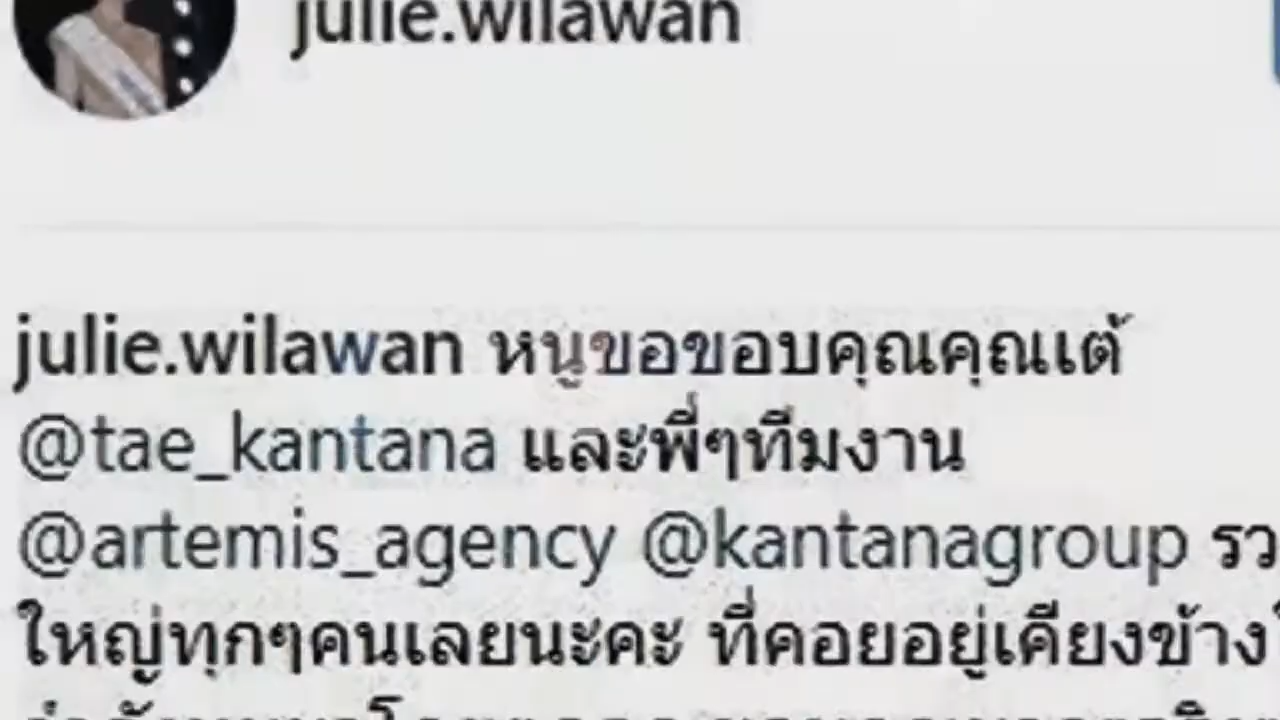 julie.wilawan
julie.wilawan หนูขอขอบคุณคุณเต้
@tae_kantana และพี่ๆทีมงาน
@artemis_agency @kantanagroup รว
ใหญ่ทุกๆคนเลยนะคะ ที่คอยอยู่เคียงข้าง